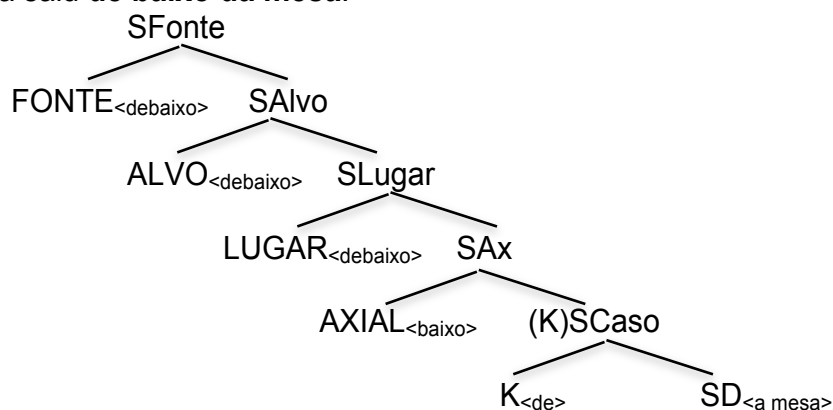 de baixo da mesa.
SFonte
FONTE<debaixo> SAlvo
ALVO<debaixo> SLugar
LUGAR<debaixo> SAx
AXIAL<baixo> (K)SCaso
K<de> SD<a mesa>